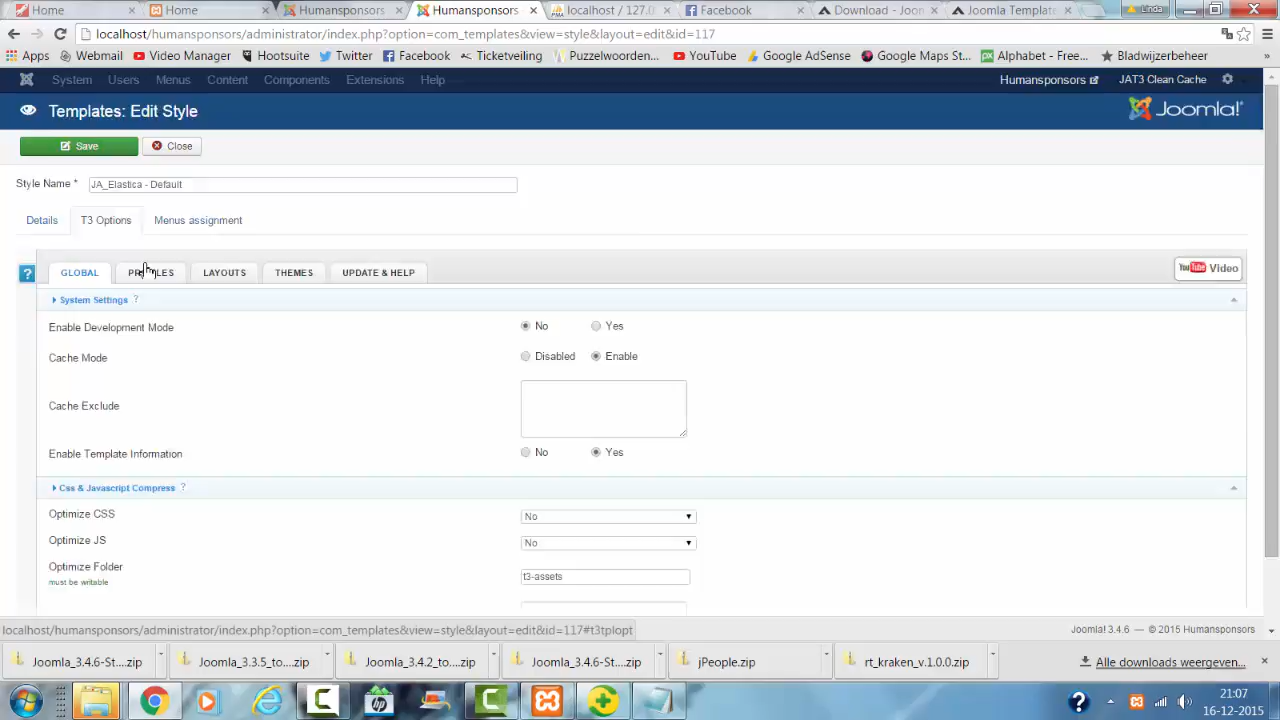 Home
Home
Humansponsors
Humansponsors
localhost / 127.0
Facebook
Download - Joom
Joomla Template
Linda
localhost/humansponsors/administrator/index.php?option=com_templates&view=style&layout=edit&id=117
Apps
Webmail
Video Manager
Hootsuite
Twitter
Facebook
Ticketveiling
Puzzelwoorden...
YouTube
Google AdSense
Google Maps St...
Alphabet - Free...
Bladwijzerbeheer
System Users Menus Content Components Extensions Help
Humansponsors
JAT3 Clean Cache
Templates: Edit Style
Joomla!
Save
Close
Style Name *
JA_Elastica - Default
Details
T3 Options
Menus assignment
?
GLOBAL
LAYOUTS
THEMES
UPDATE & HELP
YouTube Video
System Settings ?
Enable Development Mode
No Yes
Cache Mode
Disabled Enable
Cache Exclude
Enable Template Information
No Yes
Css & Javascript Compress ?
Optimize CSS
No
Optimize JS
No
Optimize Folder
must be writable
t3-assets
localhost/humansponsors/administrator/index.php?option=com_templates&view=style&layout=edit&id=117#t3tplopt
Joomla! 3.4.6 — © 2015 Humansponsors
Joomla_3.4.6-St....zip
Joomla_3.3.5_to....zip
Joomla_3.4.2_to....zip
Joomla_3.4.6-St....zip
jPeople.zip
rt_kraken_v.1.0.0.zip
Alle downloads weergeven...
21:07
16-12-2015